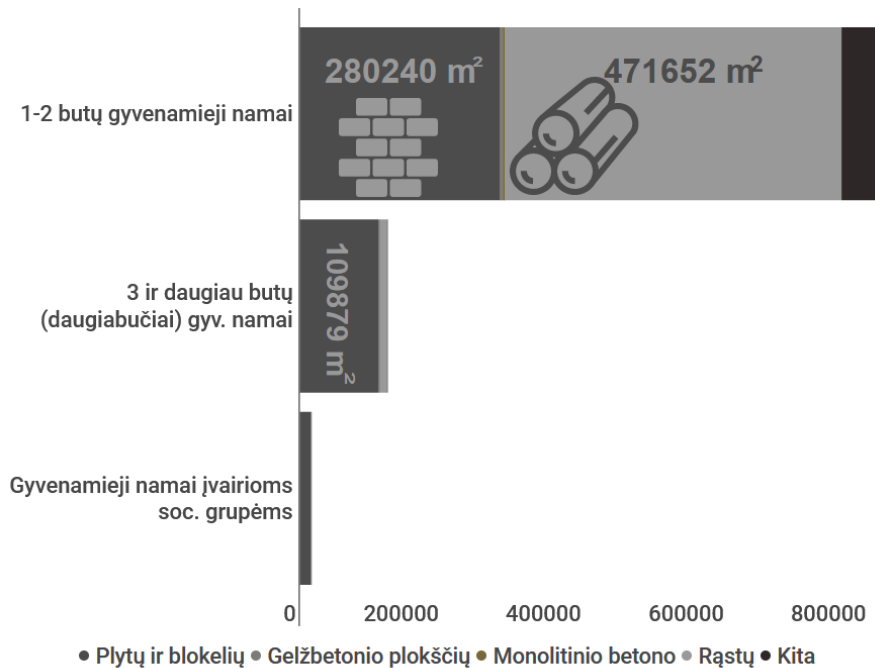 280240 m²
471652 m²
1-2 butų gyvenamieji namai
109879 m²
3 ir daugiau butų
(daugiabučiai) gyv. namai
Gyvenamieji namai įvairioms
soc. grupėms
0 200000 400000 600000 800000
• Plytų ir blokelių • Gelžbetonio plokščių • Monolitinio betono • Rąstų • Kita